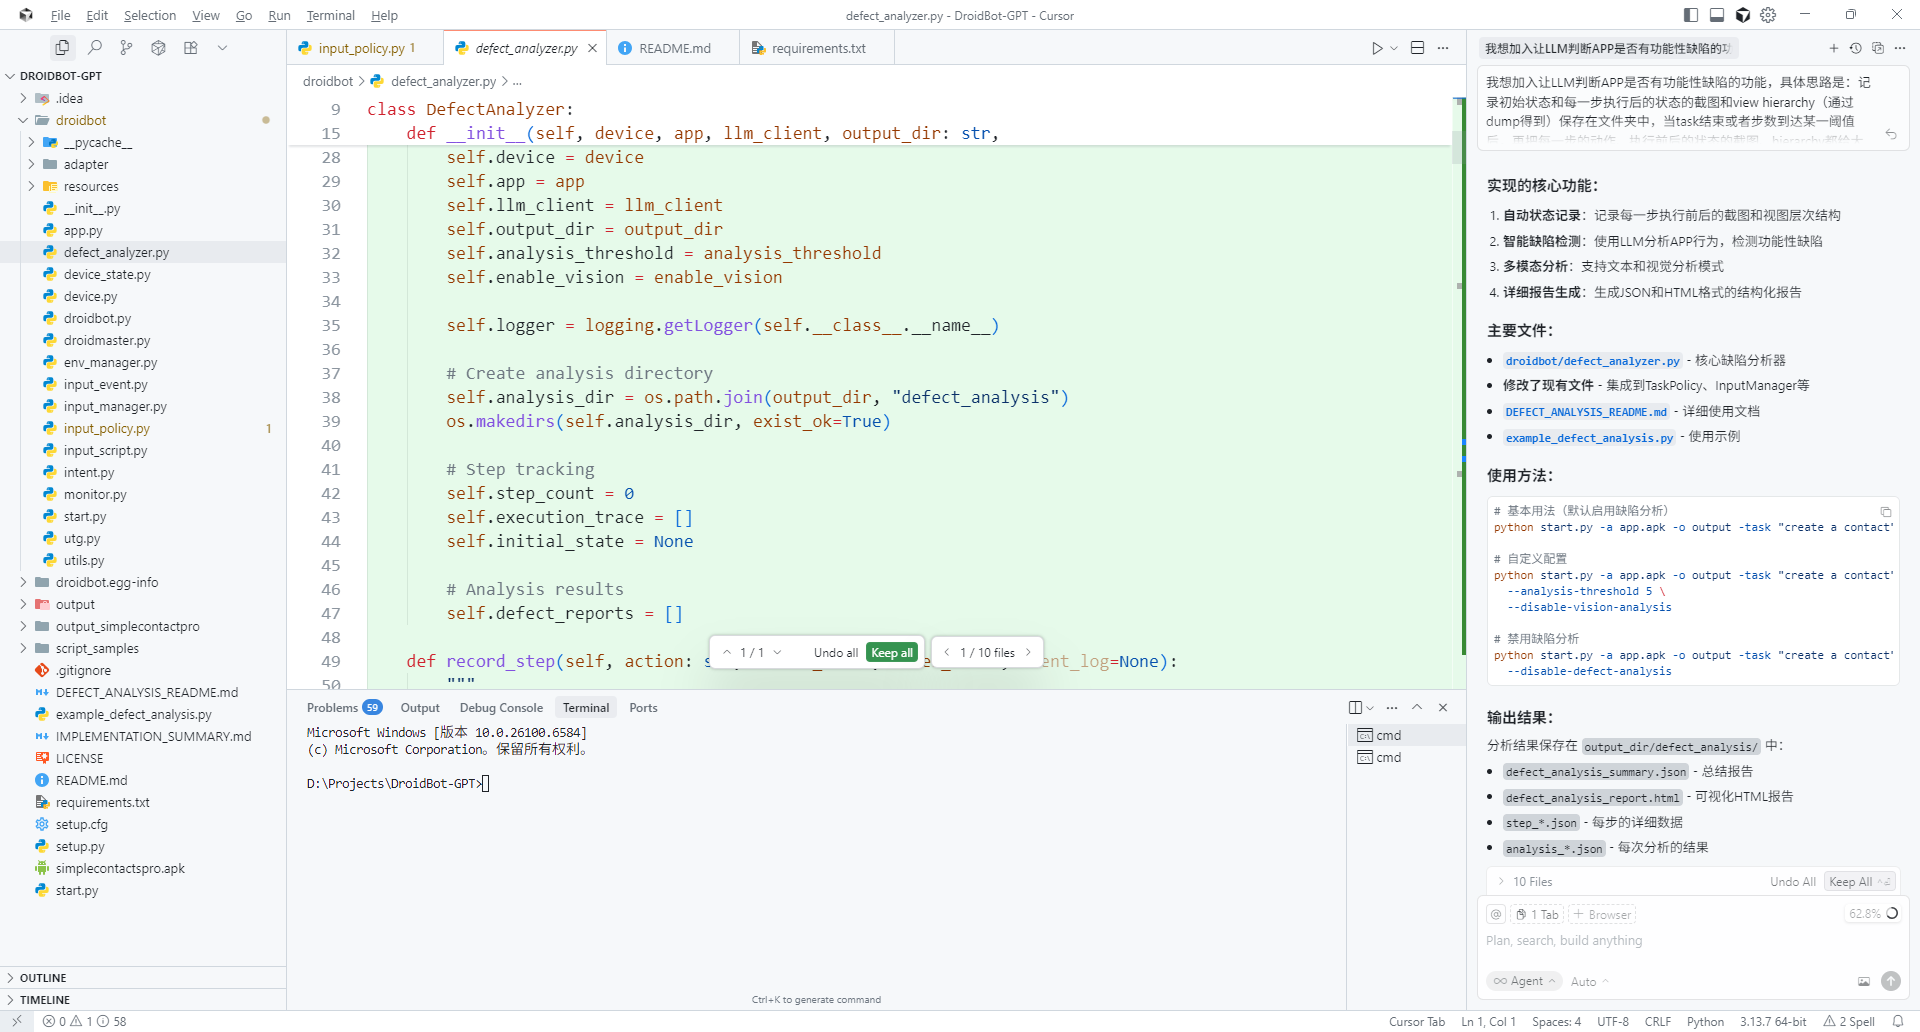 File Edit Selection View Go Run Terminal Help
defect_analyzer.py - DroidBot-GPT - Cursor
DROIDBOT-GPT
.idea
droidbot
__pycache__
adapter
resources
__init__.py
app.py
defect_analyzer.py
device_state.py
device.py
droidbot.py
droidmaster.py
env_manager.py
input_event.py
input_manager.py
input_policy.py 1
input_script.py
intent.py
monitor.py
start.py
utg.py
utils.py
droidbot.egg-info
output
output_simplecontactpro
script_samples
.gitignore
DEFECT_ANALYSIS_README.md
example_defect_analysis.py
IMPLEMENTATION_SUMMARY.md
LICENSE
README.md
requirements.txt
setup.cfg
setup.py
simplecontactspro.apk
start.py
OUTLINE
TIMELINE
input_policy.py 1
defect_analyzer.py
README.md
requirements.txt
droidbot > defect_analyzer.py > ...
9 class DefectAnalyzer:
15 def __init__(self, device, app, llm_client, output_dir: str,
28 self.device = device
29 self.app = app
30 self.llm_client = llm_client
31 self.output_dir = output_dir
32 self.analysis_threshold = analysis_threshold
33 self.enable_vision = enable_vision
34
35 self.logger = logging.getLogger(self.__class__.__name__)
36
37 # Create analysis directory
38 self.analysis_dir = os.path.join(output_dir, "defect_analysis")
39 os.makedirs(self.analysis_dir, exist_ok=True)
40
41 # Step tracking
42 self.step_count = 0
43 self.execution_trace = []
44 self.initial_state = None
45
46 # Analysis results
47 self.defect_reports = []
48
49 def record_step(self, action: s
ent_log=None):
50 """
1 / 1 Undo all Keep all
1 / 10 files
Problems 59 Output Debug Console Terminal Ports
Microsoft Windows [版本 10.0.26100.6584]
(c) Microsoft Corporation。保留所有权利。
D:\Projects\DroidBot-GPT>
cmd
cmd
Ctrl+K to generate command
我想加入让LLM判断APP是否有功能性缺陷的功
我想加入让LLM判断APP是否有功能性缺陷的功能，具体思路是：记
录初始状态和每一步执行后的状态的截图和view hierarchy（通过
dump得到）保存在文件夹中，当task结束或者步数到达某一阈值
后，再把每一步的动作、执行前后的状态的截图、hierarchy都给大
实现的核心功能：
1. 自动状态记录：记录每一步执行前后的截图和视图层次结构
2. 智能缺陷检测：使用LLM分析APP行为，检测功能性缺陷
3. 多模态分析：支持文本和视觉分析模式
4. 详细报告生成：生成JSON和HTML格式的结构化报告
主要文件：
droidbot/defect_analyzer.py - 核心缺陷分析器
修改了现有文件 - 集成到TaskPolicy、InputManager等
DEFECT_ANALYSIS_README.md - 详细使用文档
example_defect_analysis.py - 使用示例
使用方法：
# 基本用法（默认启用缺陷分析）
python start.py -a app.apk -o output -task "create a contact"
# 自定义配置
python start.py -a app.apk -o output -task "create a contact"
--analysis-threshold 5 \
--disable-vision-analysis
# 禁用缺陷分析
python start.py -a app.apk -o output -task "create a contact"
--disable-defect-analysis
输出结果：
分析结果保存在 output_dir/defect_analysis/ 中：
defect_analysis_summary.json - 总结报告
defect_analysis_report.html - 可视化HTML报告
step_*.json - 每步的详细数据
analysis_*.json - 每次分析的结果
10 Files Undo All Keep All
@ 1 Tab + Browser 62.8%
Plan, search, build anything
Agent Auto
0 1 58
Cursor Tab Ln 1, Col 1 Spaces: 4 UTF-8 CRLF Python 3.13.7 64-bit 2 Spell